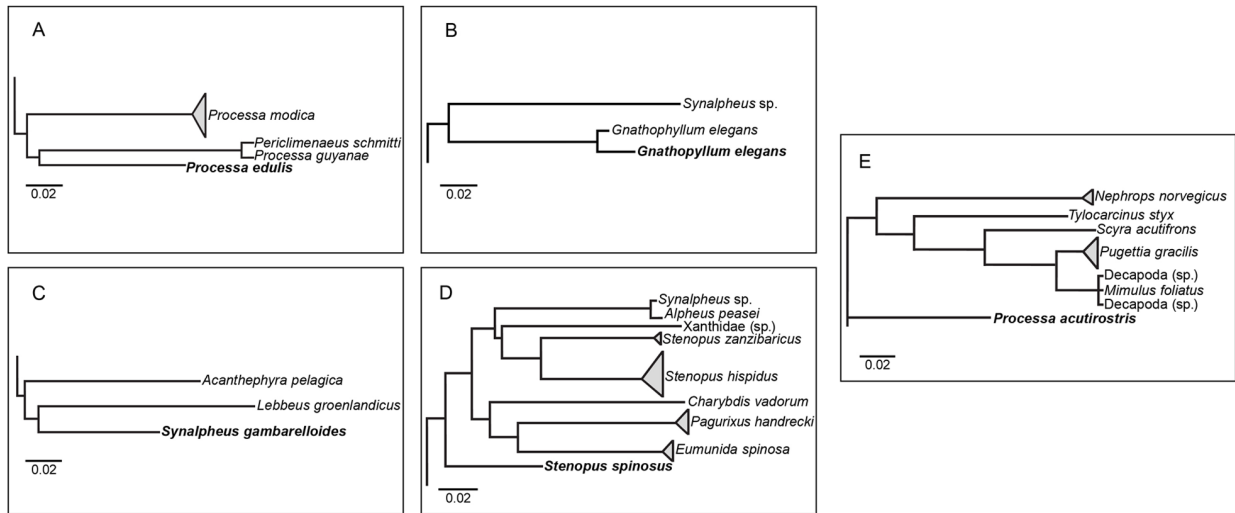 A
Processa modica
Periclimenaeus schmitti
Processa guyanae
Processa edulis
0.02
B
Synalpheus sp.
Gnathophyllum elegans
Gnathopyllum elegans
0.02
C
Acanthephyra pelagica
Lebbeus groenlandicus
Synalpheus gambarelloides
0.02
D
Synalpheus sp.
Alpheus peasei
Xanthidae (sp.)
Stenopus zanzibaricus
Stenopus hispidus
Charybdis vadorum
Pagurixus handrecki
Eumunida spinosa
Stenopus spinosus
0.02
E
Nephrops norvegicus
Tylocarcinus styx
Scyra acutifrons
Pugettia gracilis
Decapoda (sp.)
Mimulus foliatus
Decapoda (sp.)
Processa acutirostris
0.02